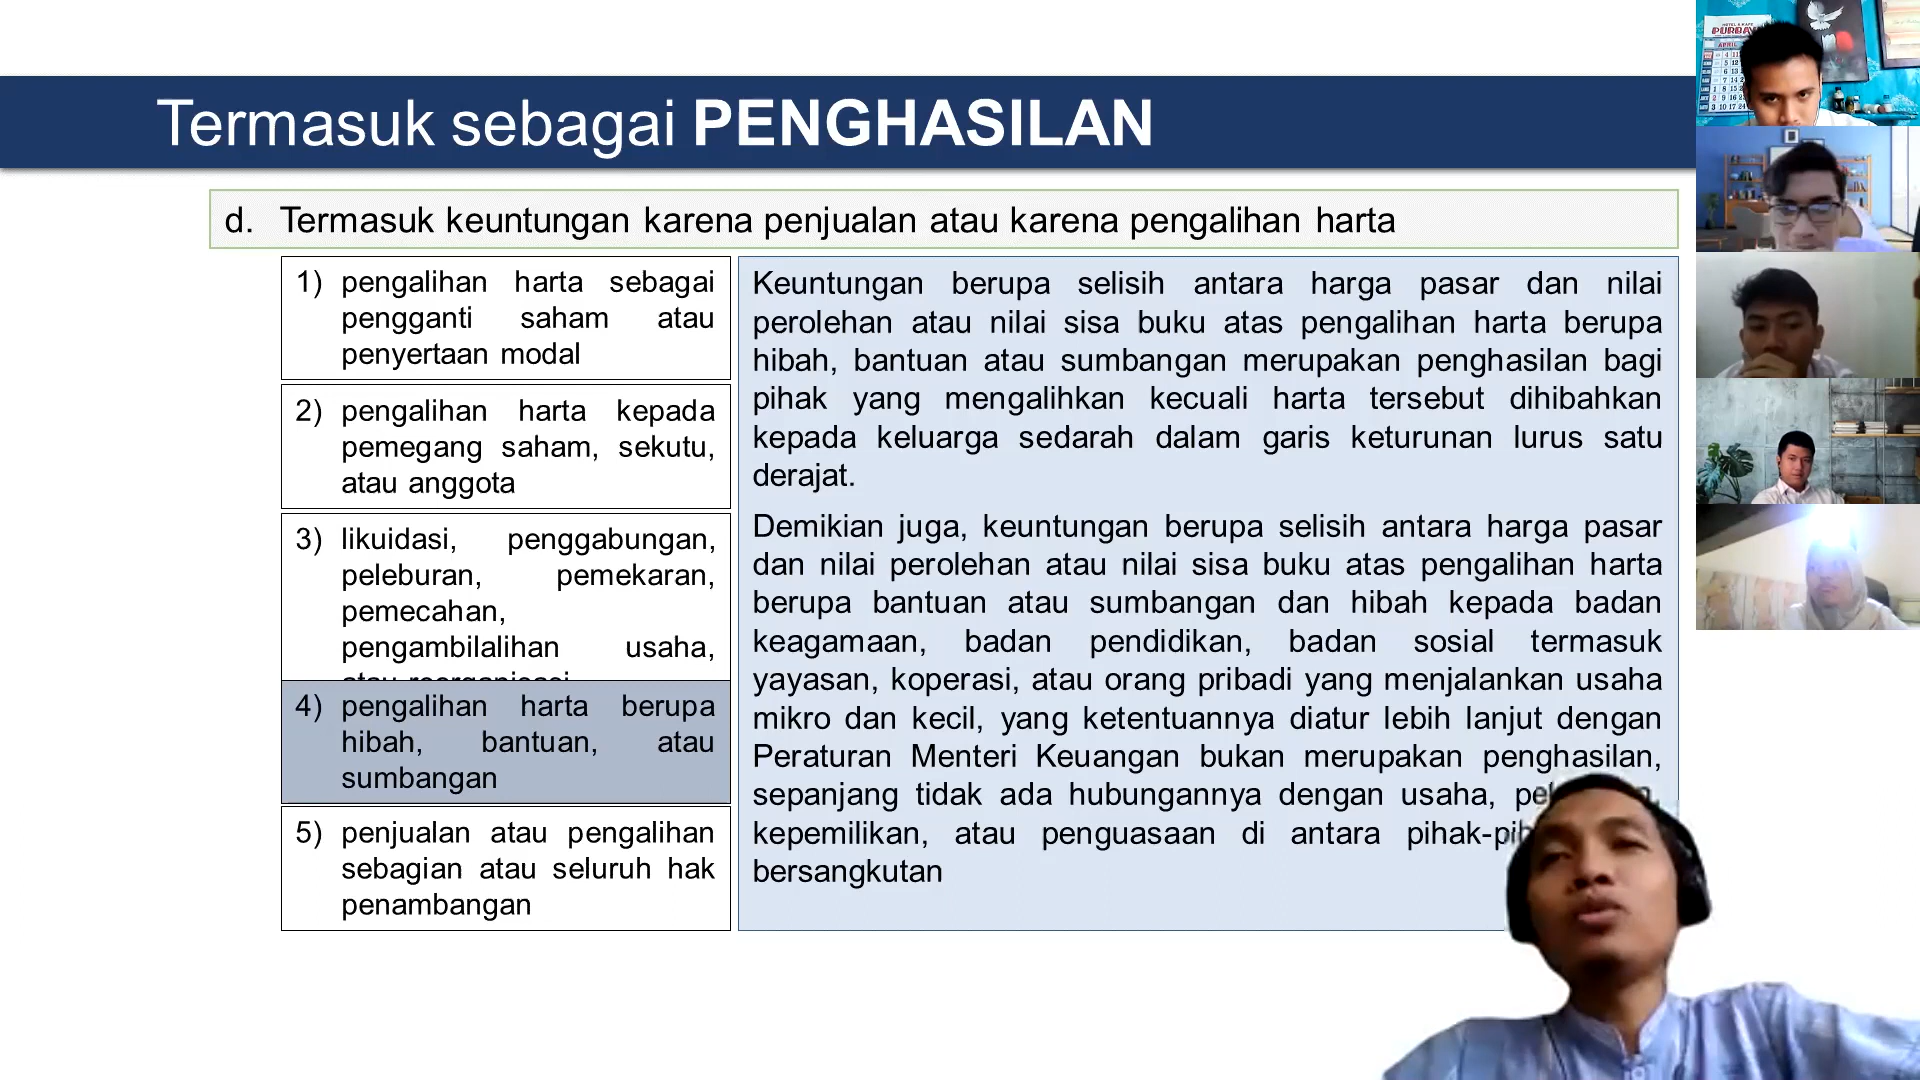 Termasuk sebagai PENGHASILAN
d. Termasuk keuntungan karena penjualan atau karena pengalihan harta
1) pengalihan harta sebagai
pengganti saham atau
penyertaan modal
2) pengalihan harta kepada
pemegang saham, sekutu,
atau anggota
3) likuidasi, penggabungan,
peleburan, pemekaran,
pemecahan,
pengambilalihan usaha,
atau reorganisasi
4) pengalihan harta berupa
hibah, bantuan, atau
sumbangan
5) penjualan atau pengalihan
sebagian atau seluruh hak
penambangan
Keuntungan berupa selisih antara harga pasar dan nilai
perolehan atau nilai sisa buku atas pengalihan harta berupa
hibah, bantuan atau sumbangan merupakan penghasilan bagi
pihak yang mengalihkan kecuali harta tersebut dihibahkan
kepada keluarga sedarah dalam garis keturunan lurus satu
derajat.
Demikian juga, keuntungan berupa selisih antara harga pasar
dan nilai perolehan atau nilai sisa buku atas pengalihan harta
berupa bantuan atau sumbangan dan hibah kepada badan
keagamaan, badan pendidikan, badan sosial termasuk
yayasan, koperasi, atau orang pribadi yang menjalankan usaha
mikro dan kecil, yang ketentuannya diatur lebih lanjut dengan
Peraturan Menteri Keuangan bukan merupakan penghasilan,
sepanjang tidak ada hubungannya dengan usaha,
kepemilikan, atau penguasaan di antara
bersangkutan
APRIL